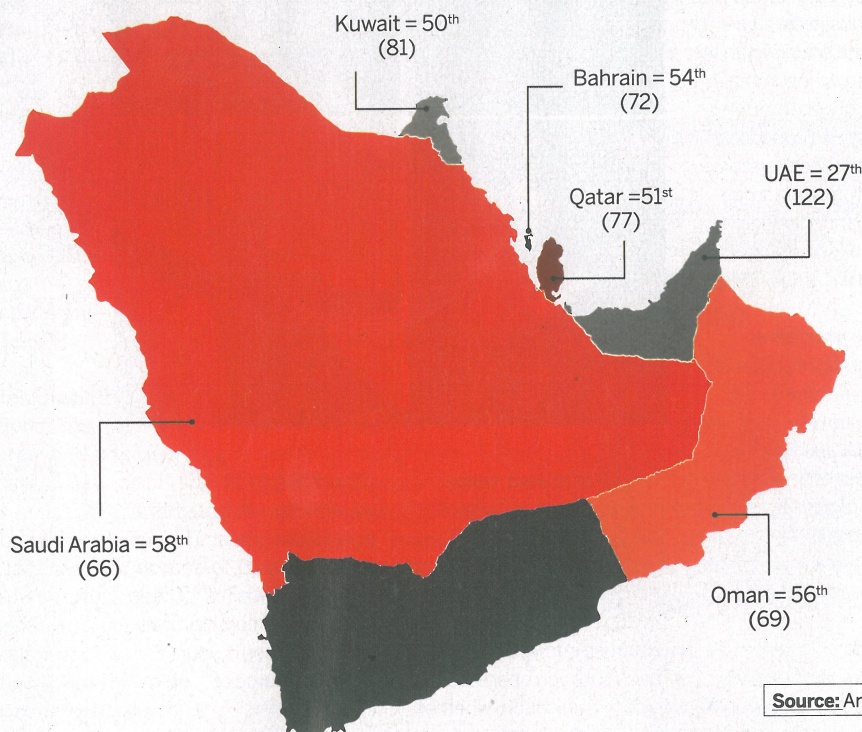 Kuwait = 50th
(81)
Bahrain = 54th
(72)
UAE = 27th
(122)
Qatar =51st
(77)
Saudi Arabia = 58th
(66)
Oman = 56th
(69)
Source: Ar